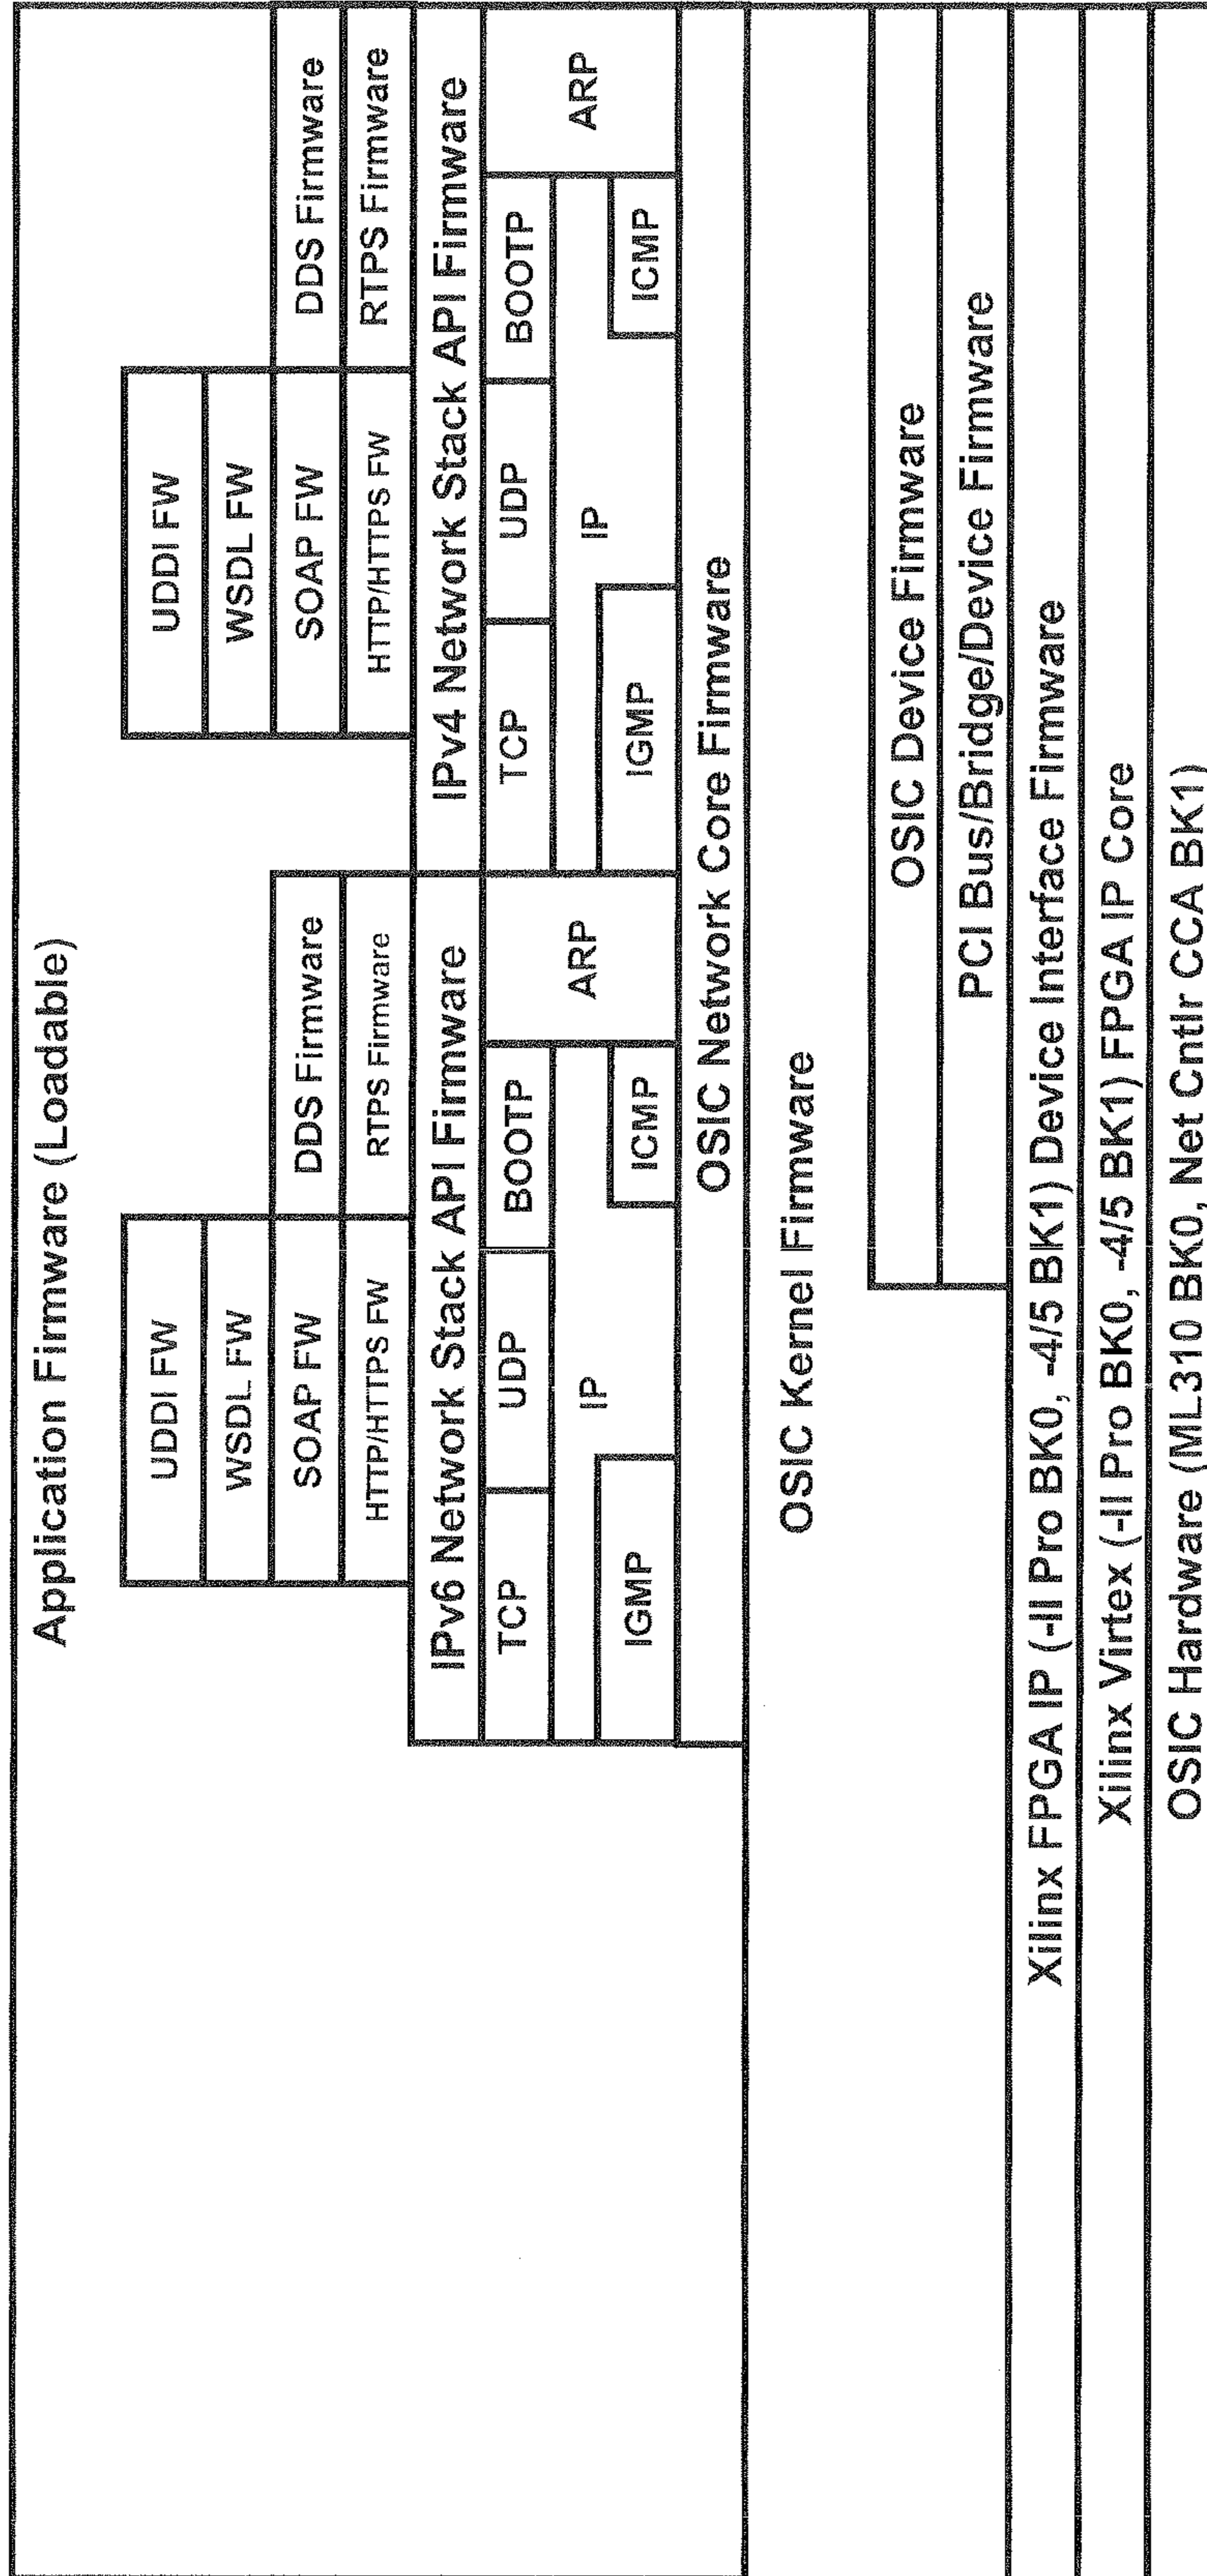 Application Firmware (Loadable)
UDDI FW
WSDL FW
SOAP FW
HTTP/HTTPS FW
DDS Firmware
RTPS Firmware
IPv6 Network Stack API Firmware
TCP
UDP
BOOTP
ARP
IP
IGMP
ICMP
UDDI FW
WSDL FW
SOAP FW
HTTP/HTTPS FW
DDS Firmware
RTPS Firmware
IPv4 Network Stack API Firmware
TCP
UDP
BOOTP
ARP
IP
IGMP
ICMP
OSIC Network Core Firmware
OSIC Kernel Firmware
OSIC Device Firmware
PCI Bus/Bridge/Device Firmware
Xilinx FPGA IP (-II Pro BK0, -4/5 BK1) Device Interface Firmware
Xilinx Virtex (-II Pro BK0, -4/5 BK1) FPGA IP Core
OSIC Hardware (ML310 BK0, Net Cntlr CCA BK1)